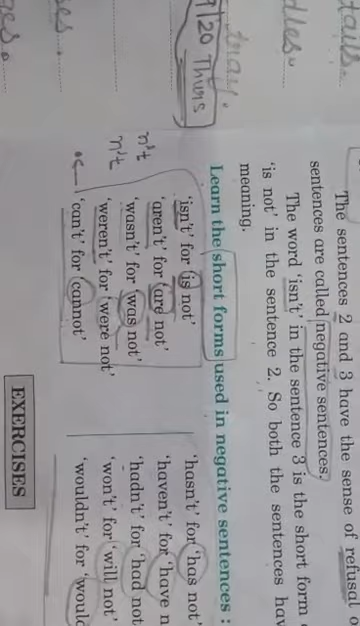 tails.
The sentences 2 and 3 have the sense of refusal
sentences are called negative sentences.
The word 'isn't' in the sentence 3 is the short form
'is not' in the sentence 2. So both the sentences hav
meaning.
Learn the short forms used in negative sentences :
'isn't' for 'is not'
'aren't' for 'are not'
'wasn't' for 'was not'
'weren't' for 'were not'
'can't' for 'cannot'
'hasn't' for 'has not'
'haven't' for 'have n
'hadn't' for 'had not
'won't' for 'will not'
'wouldn't' for 'would
EXERCISES
dles.
tray.
9/20 Thurs
n't
n't